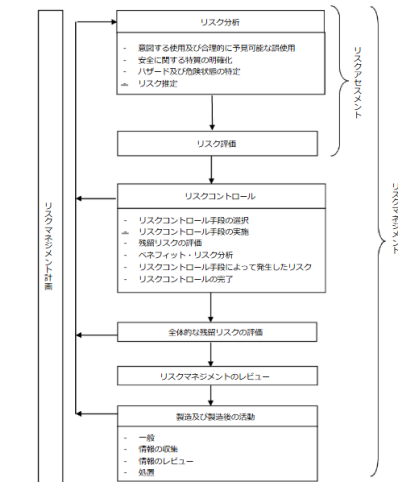 リスク分析
- 意図する使用及び合理的に予見可能な誤使用
- 安全に関する特質の明確化
- ハザード及び危険状態の特定
- リスク推定
リスク評価
リスクアセスメント
リスクコントロール
- リスクコントロール手段の選択
- リスクコントロール手段の実施
- 残留リスクの評価
- ベネフィット・リスク分析
- リスクコントロール手段によって発生したリスク
- リスクコントロールの完了
リスクマネジメント計画
リスクマネジメント
全体的な残留リスクの評価
リスクマネジメントのレビュー
製造及び製造後の活動
- 一般
- 情報の収集
- 情報のレビュー
- 処置